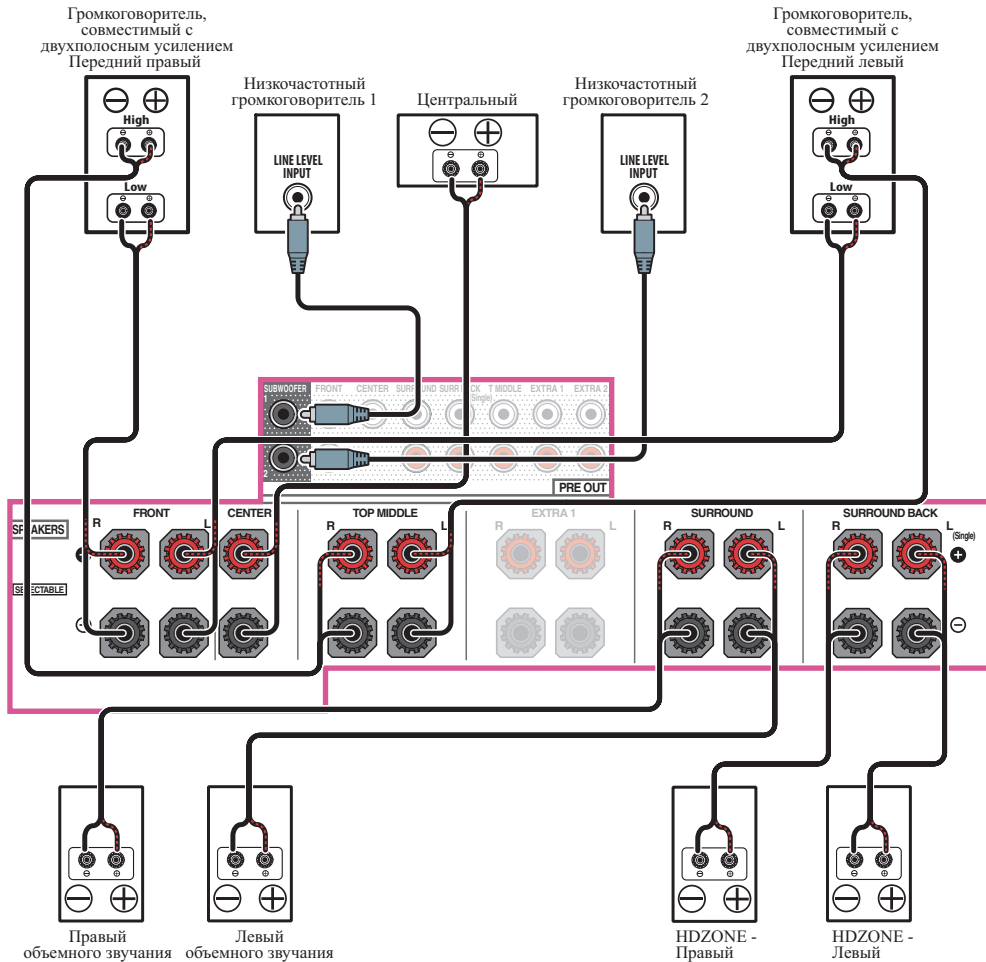 Громкоговоритель,
совместимый с
двухполосным усилением
Передний правый
Низкочастотный
громкоговоритель 1
Центральный
Низкочастотный
громкоговоритель 2
Громкоговоритель,
совместимый с
двухполосным усилением
Передний левый
High
Low
LINE LEVEL
INPUT
LINE LEVEL
INPUT
High
Low
SUBWOOFER FRONT CENTER SURROUND SURR BACK T MIDDLE EXTRA 1 EXTRA 2
1 (Single)
2
PRE OUT
SPEAKERS
R FRONT L
CENTER
R TOP MIDDLE L
R EXTRA 1 L
R SURROUND L
R SURROUND BACK L
(Single)
SELECTABLE
Правый
объемного звучания
Левый
объемного звучания
HDZONE -
Правый
HDZONE -
Левый